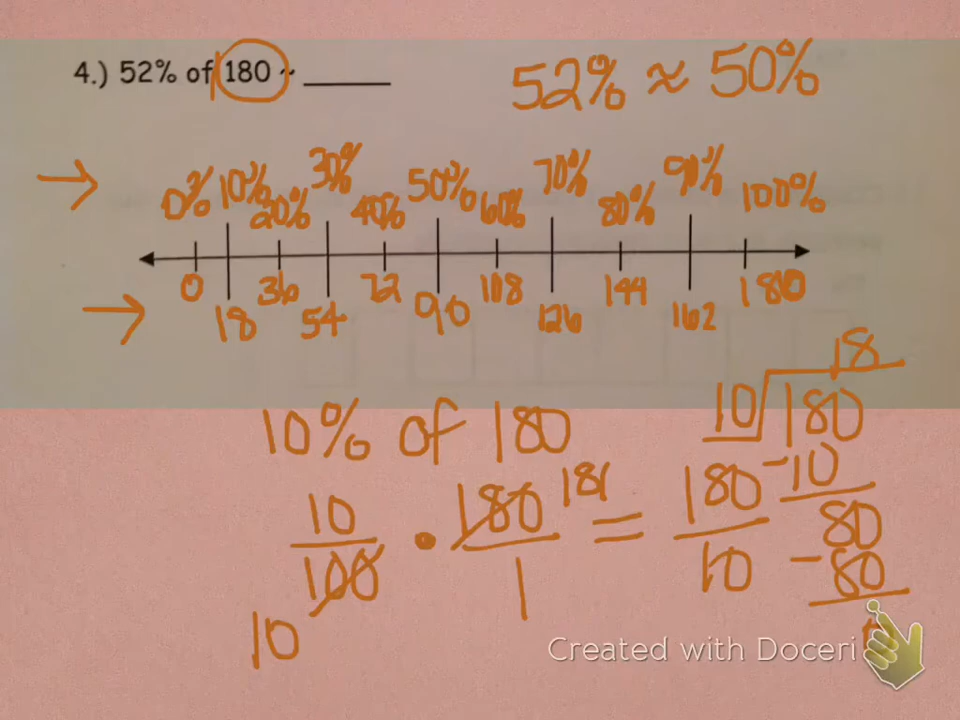 4.) 52% of 180 ~ ______
52% ≈ 50%
0% 10% 20% 30% 40% 50% 60% 70% 80% 90% 100%
0 18 36 54 72 90 108 126 144 162 180
18
10 180
10% of 180
-10
10/100 • 180/1 = 180/10
80
-80
10
Created with Doceri